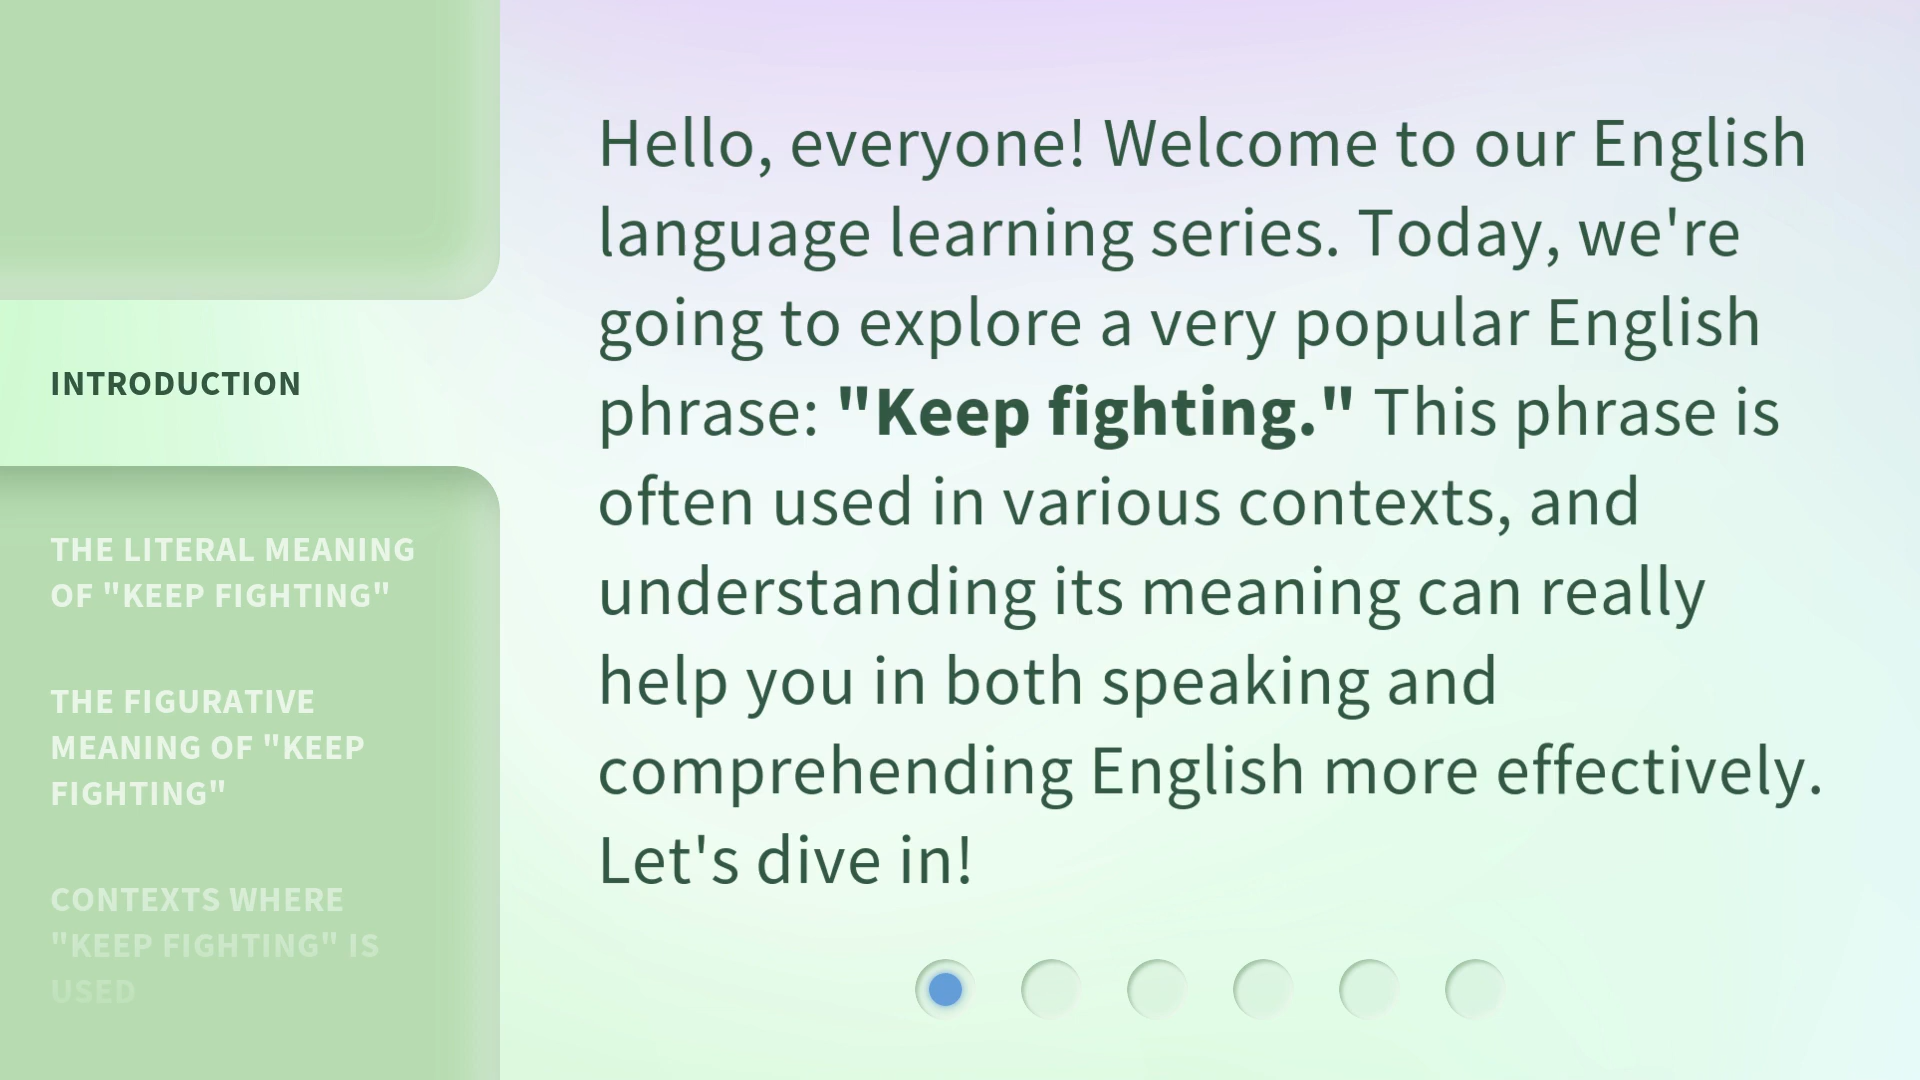 INTRODUCTION
THE LITERAL MEANING
OF "KEEP FIGHTING"
THE FIGURATIVE
MEANING OF "KEEP
FIGHTING"
CONTEXTS WHERE
"KEEP FIGHTING" IS
USED
Hello, everyone! Welcome to our English
language learning series. Today, we're
going to explore a very popular English
phrase: "Keep fighting." This phrase is
often used in various contexts, and
understanding its meaning can really
help you in both speaking and
comprehending English more effectively.
Let's dive in!